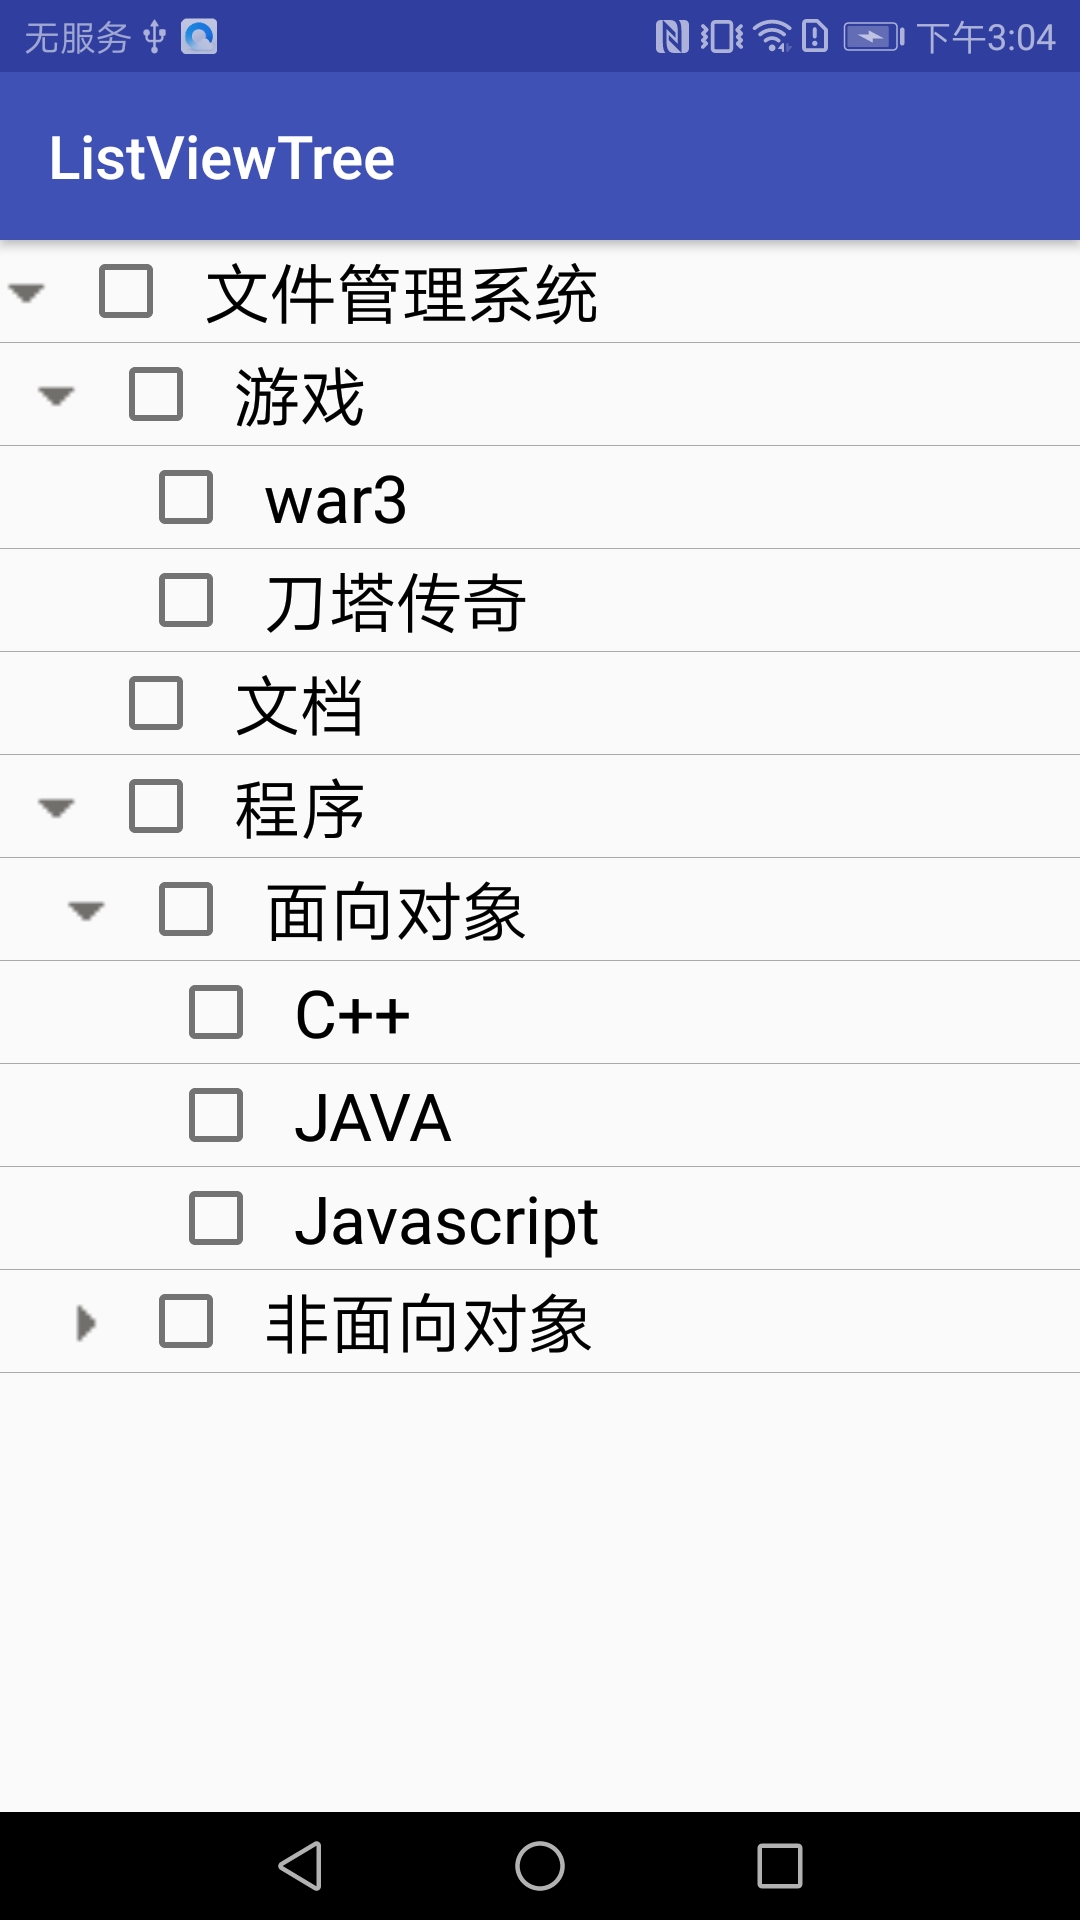 无服务 下午3:04
ListViewTree
文件管理系统
游戏
war3
刀塔传奇
文档
程序
面向对象
C++
JAVA
Javascript
非面向对象